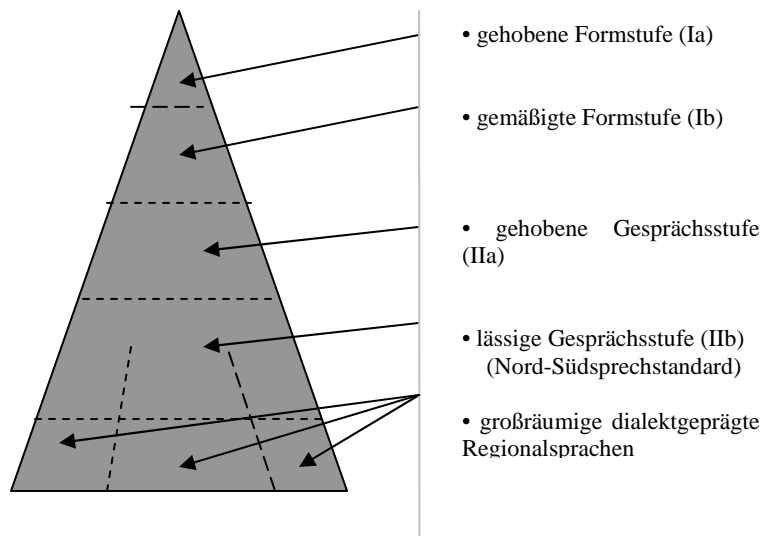 • gehobene Formstufe (Ia)
• gemäßigte Formstufe (Ib)
• gehobene Gesprächsstufe
(IIa)
• lässige Gesprächsstufe (IIb)
(Nord-Südsprechstandard)
• großräumige dialektgeprägte
Regionalsprachen